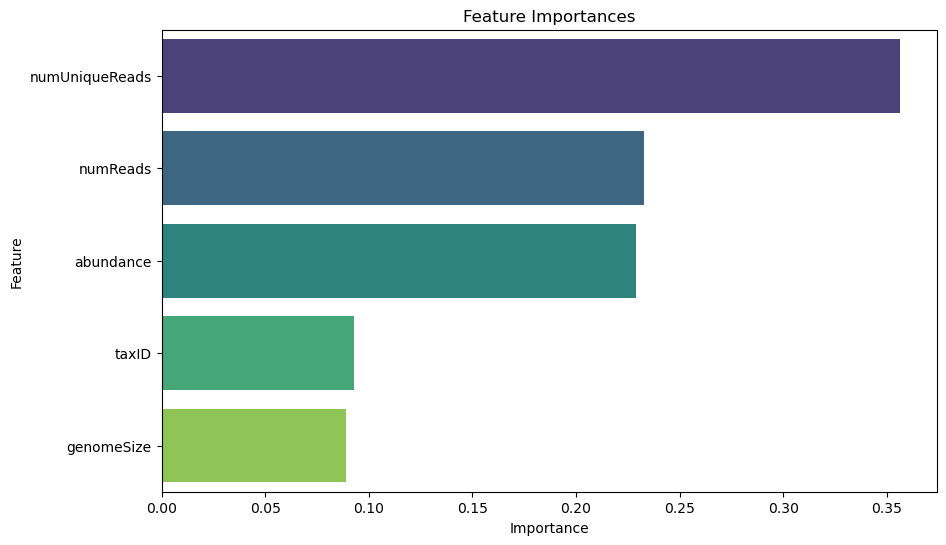 Feature Importances
Feature
numUniqueReads
numReads
abundance
taxID
genomeSize
0.00 0.05 0.10 0.15 0.20 0.25 0.30 0.35
Importance